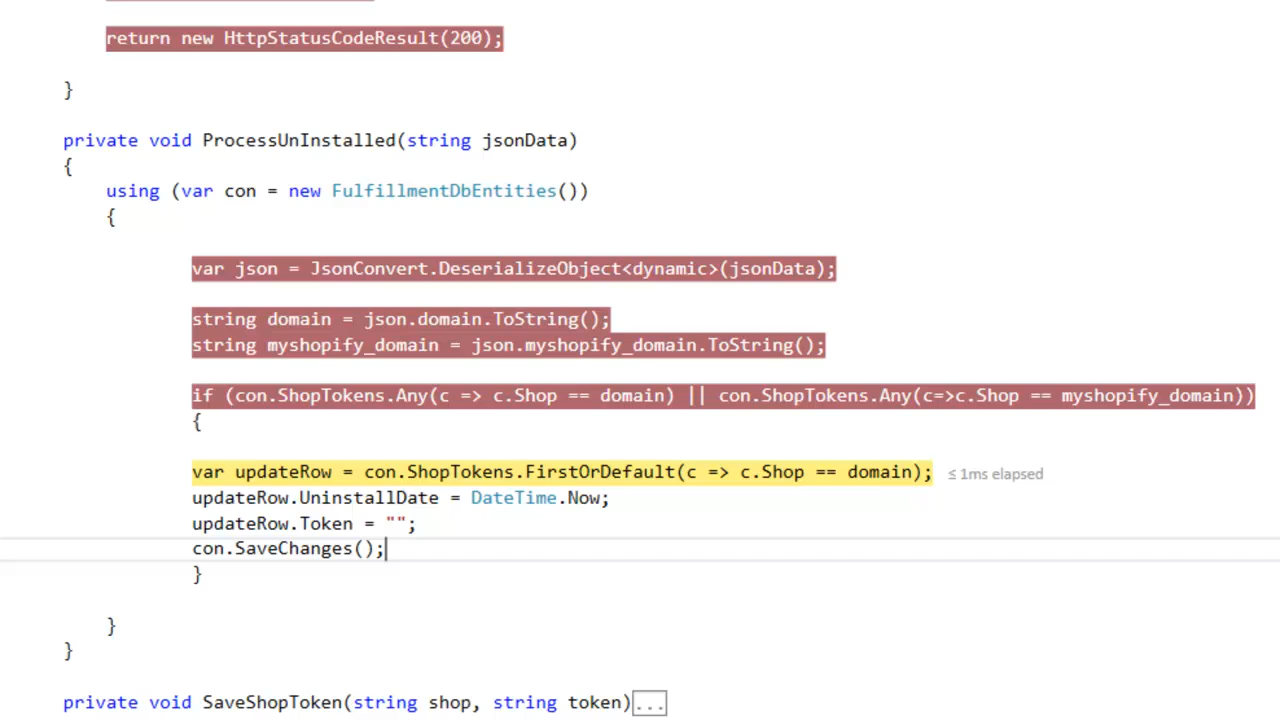 return new HttpStatusCodeResult(200);
}
private void ProcessUnInstalled(string jsonData)
{
using (var con = new FulfillmentDbEntities())
{
var json = JsonConvert.DeserializeObject<dynamic>(jsonData);
string domain = json.domain.ToString();
string myshopify_domain = json.myshopify_domain.ToString();
if (con.ShopTokens.Any(c => c.Shop == domain) || con.ShopTokens.Any(c=>c.Shop == myshopify_domain))
{
var updateRow = con.ShopTokens.FirstOrDefault(c => c.Shop == domain); ≤ 1ms elapsed
updateRow.UninstallDate = DateTime.Now;
updateRow.Token = "";
con.SaveChanges();
}
}
}
private void SaveShopToken(string shop, string token)...